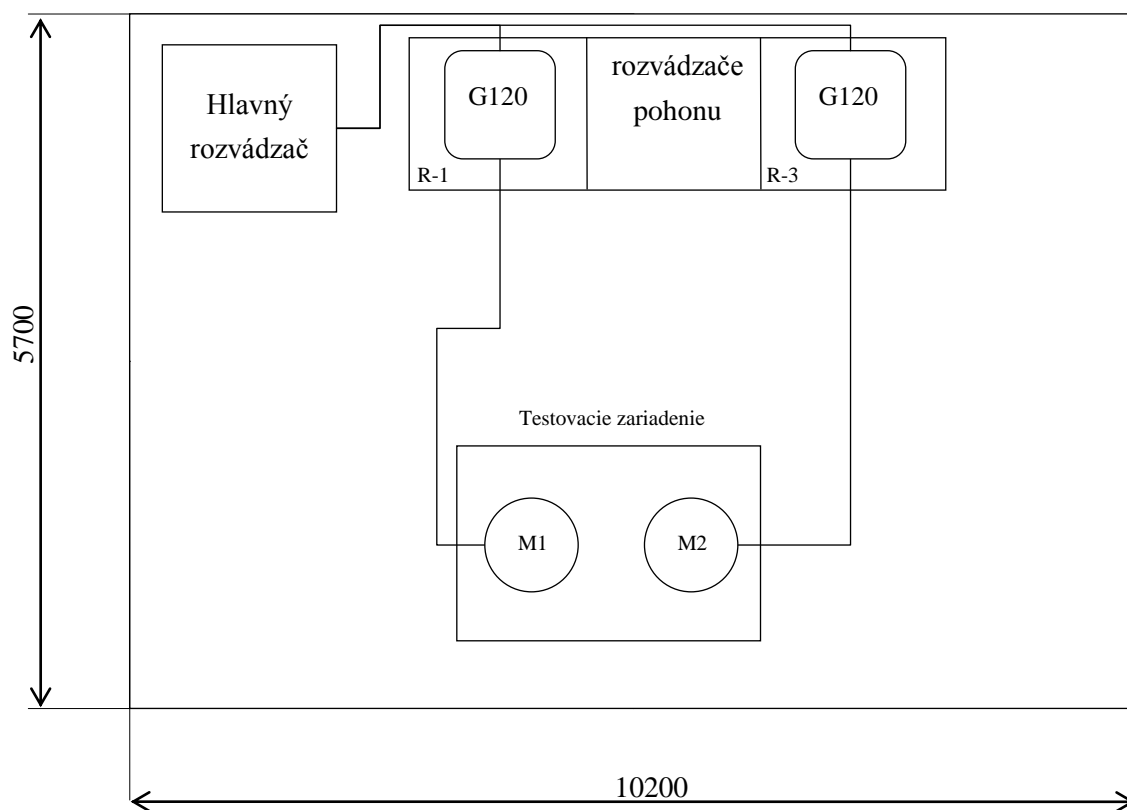 Hlavný
rozvádzač
G120
R-1
rozvádzače
pohonu
G120
R-3
5700
Testovacie zariadenie
M1
M2
10200